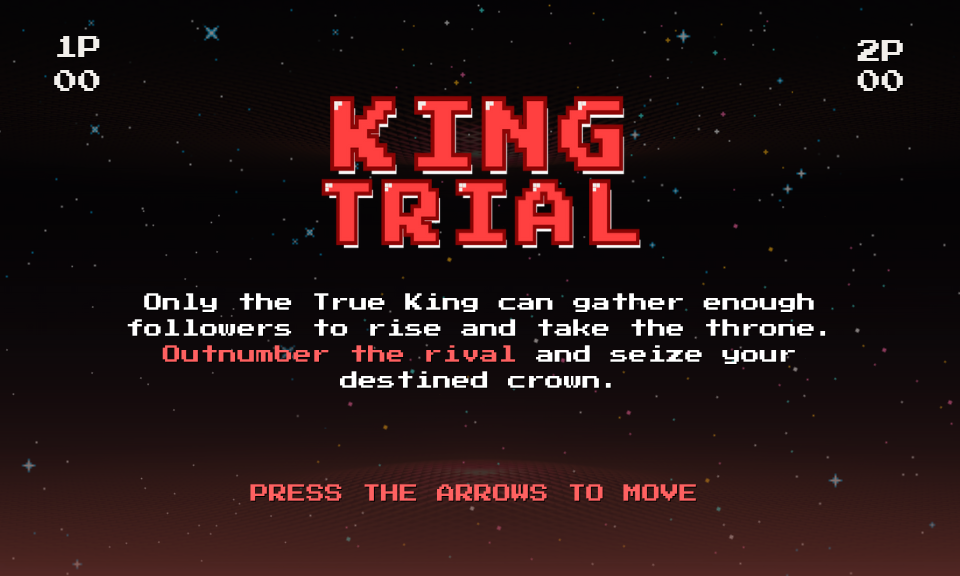 1P
00
2P
00
KING
TRIAL
Only the True King can gather enough
followers to rise and take the throne.
Outnumber the rival and seize your
destined crown.
PRESS THE ARROWS TO MOVE